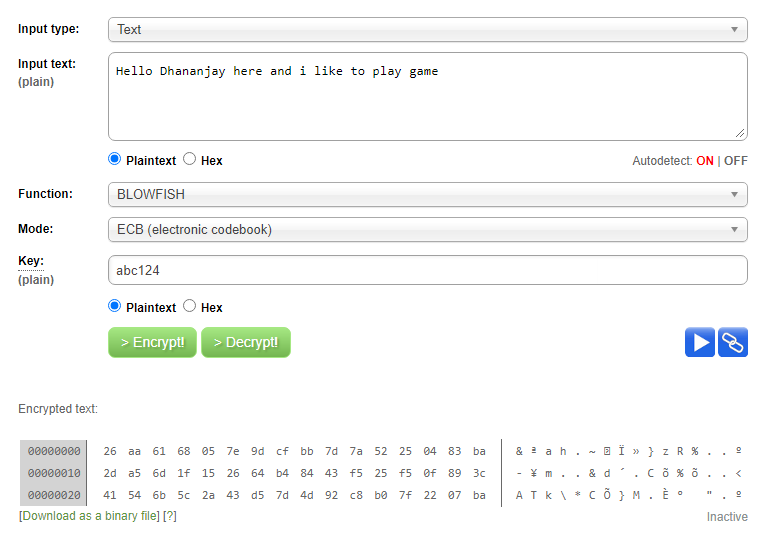 Input type: Text
Input text: Hello Dhananjay here and i like to play game
(plain)
Plaintext Hex Autodetect: ON | OFF
Function: BLOWFISH
Mode: ECB (electronic codebook)
Key: abc124
(plain)
Plaintext Hex
> Encrypt! > Decrypt!
Encrypted text:
00000000 26 aa 61 68 05 7e 9d cf bb 7d 7a 52 25 04 83 ba & ª a h . ~ Ï » } z R % . . º
00000010 2d a5 6d 1f 15 26 64 b4 84 43 f5 25 f5 0f 89 3c - ¥ m . . & d ´ . C õ % õ . . <
00000020 41 54 6b 5c 2a 43 d5 7d 4d 92 c8 b0 7f 22 07 ba A T k \ * C Õ } M . È ° " . º
[Download as a binary file] [?] Inactive